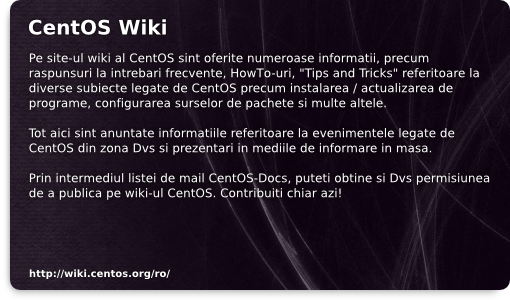 CentOS Wiki
Pe site-ul wiki al CentOS sint oferite numeroase informatii, precum
raspunsuri la intrebari frecvente, HowTo-uri, "Tips and Tricks" referitoare la
diverse subiecte legate de CentOS precum instalarea / actualizarea de
programe, configurarea surselor de pachete si multe altele.
Tot aici sint anuntate informatiile referitoare la evenimentele legate de
CentOS din zona Dvs si prezentari in mediile de informare in masa.
Prin intermediul listei de mail CentOS-Docs, puteti obtine si Dvs permisiunea
de a publica pe wiki-ul CentOS. Contribuiti chiar azi!
http://wiki.centos.org/ro/